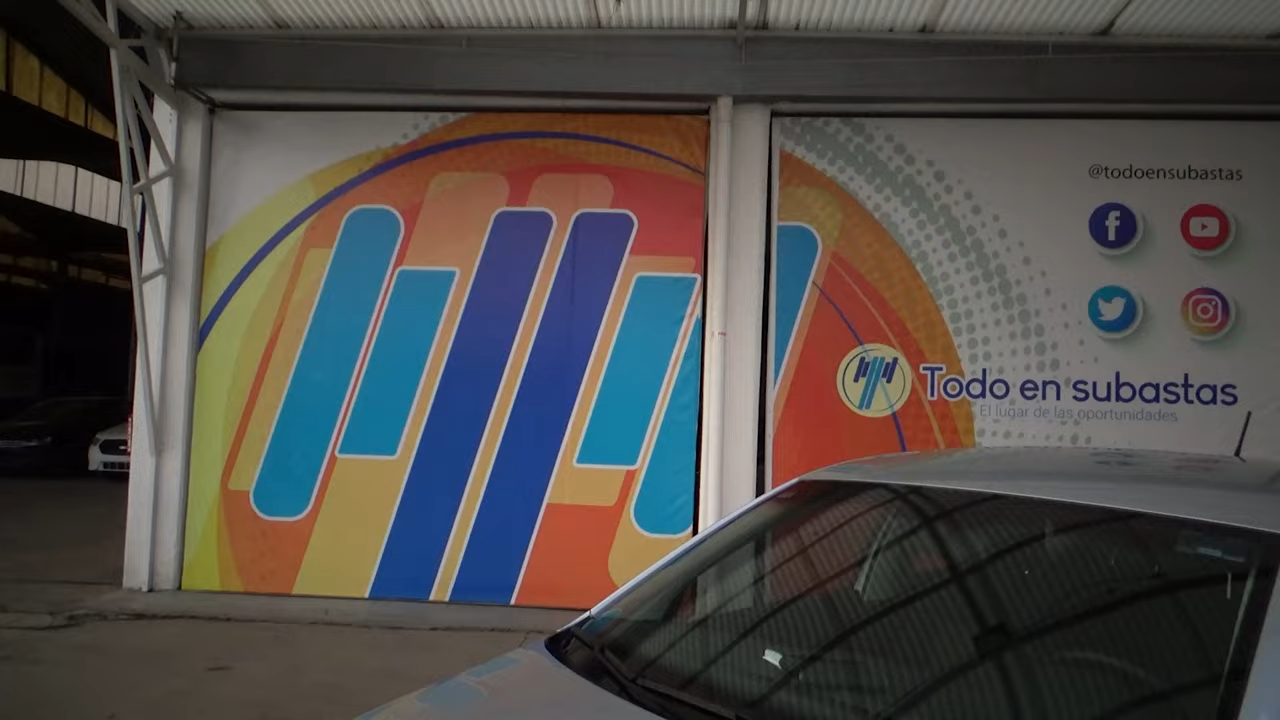 @todoensubastas
Todo en subastas
El lugar de las oportunidades